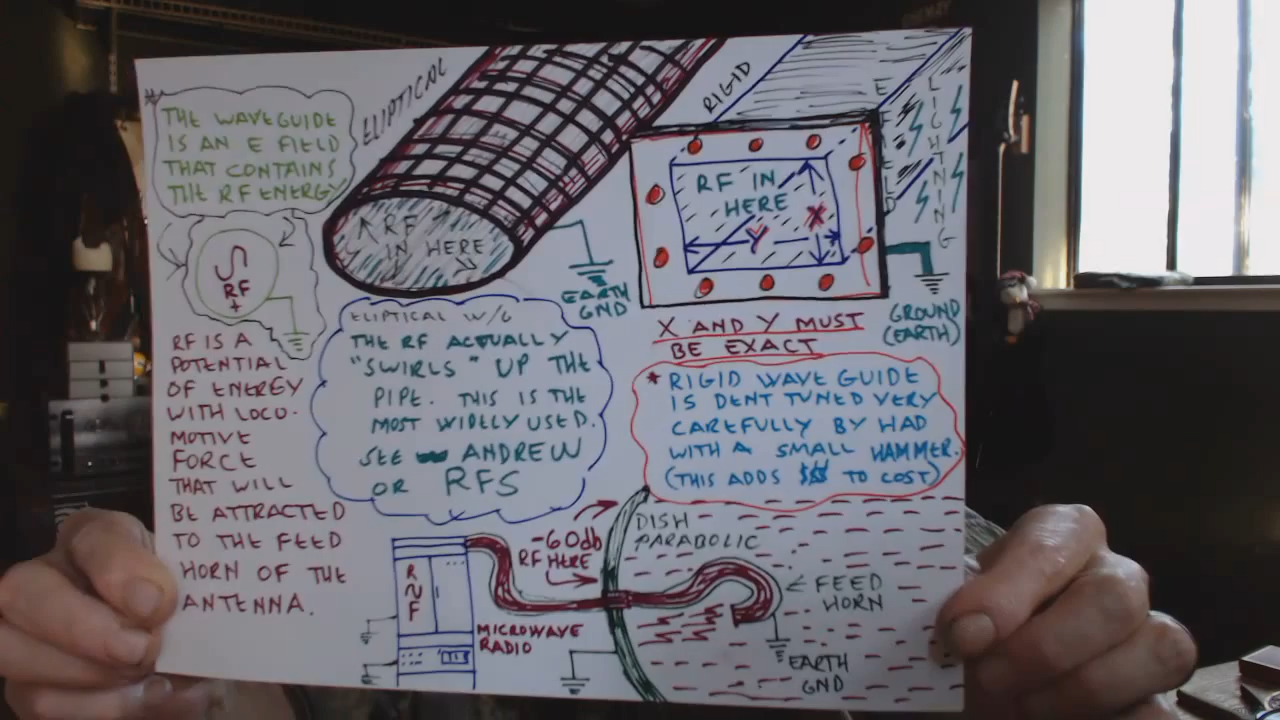 * THE WAVEGUIDE
IS AN E FIELD
THAT CONTAINS
THE RF ENERGY
RF
+
RF IS A
POTENTIAL
OF ENERGY
WITH LOCO-
MOTIVE
FORCE
THAT WILL
BE ATTRACTED
TO THE FEED
HORN OF THE
ANTENNA.
ELIPTICAL
RF
IN HERE
EARTH
GND
ELIPTICAL W/G
THE RF ACTUALLY
"SWIRLS" UP THE
PIPE. THIS IS THE
MOST WIDELY USED.
SEE ANDREW
OR RFS
RIGID
RF IN
HERE
X
Y
E FIELD
LIGHTNING
GROUND
(EARTH)
X AND Y MUST
BE EXACT
* RIGID WAVE GUIDE
IS DENT TUNED VERY
CAREFULLY BY HAD
WITH A SMALL HAMMER.
(THIS ADDS $$$ TO COST)
DISH
PARABOLIC
-60db
RF HERE
FEED
HORN
R
F
MICROWAVE
RADIO
EARTH
GND